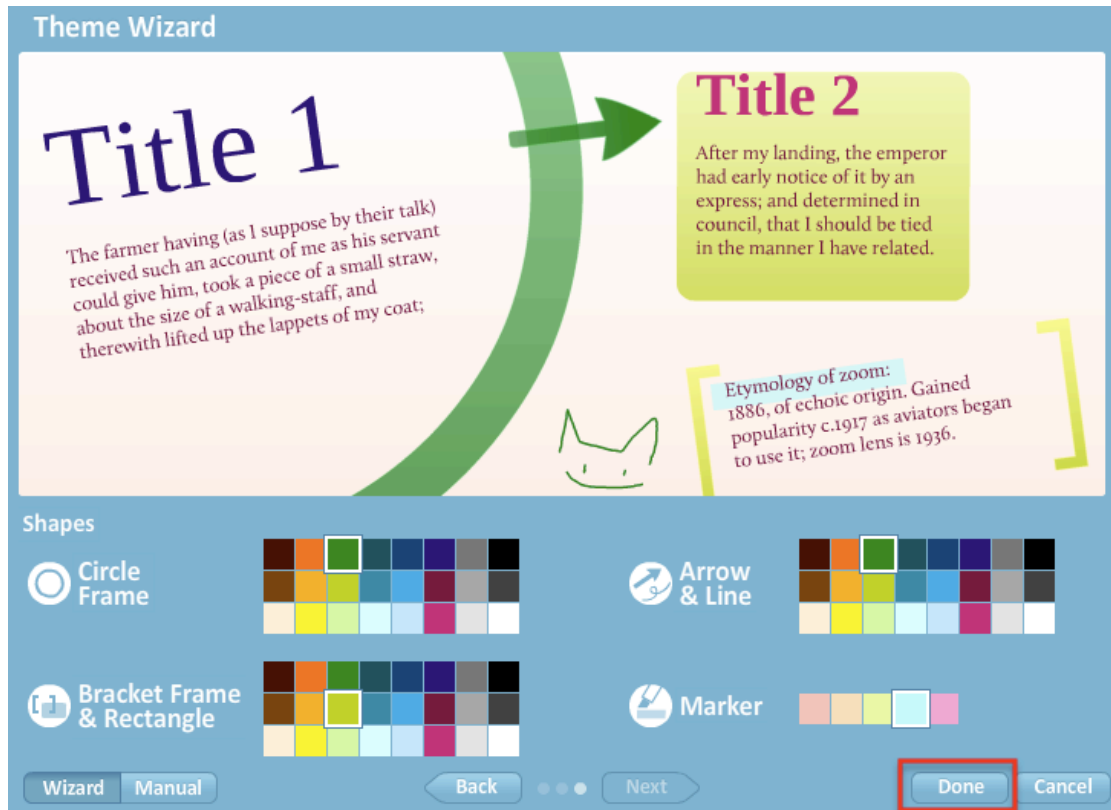 Theme Wizard
Title 1
The farmer having (as I suppose by their talk)
received such an account of me as his servant
could give him, took a piece of a small straw,
about the size of a walking-staff, and
therewith lifted up the lappets of my coat;
Title 2
After my landing, the emperor
had early notice of it by an
express; and determined in
council, that I should be tied
in the manner I have related.
Etymology of zoom:
1886, of echoic origin. Gained
popularity c.1917 as aviators began
to use it; zoom lens is 1936.
Shapes
Circle
Frame
Arrow
& Line
Bracket Frame
& Rectangle
Marker
Wizard
Manual
Back
Next
Done
Cancel